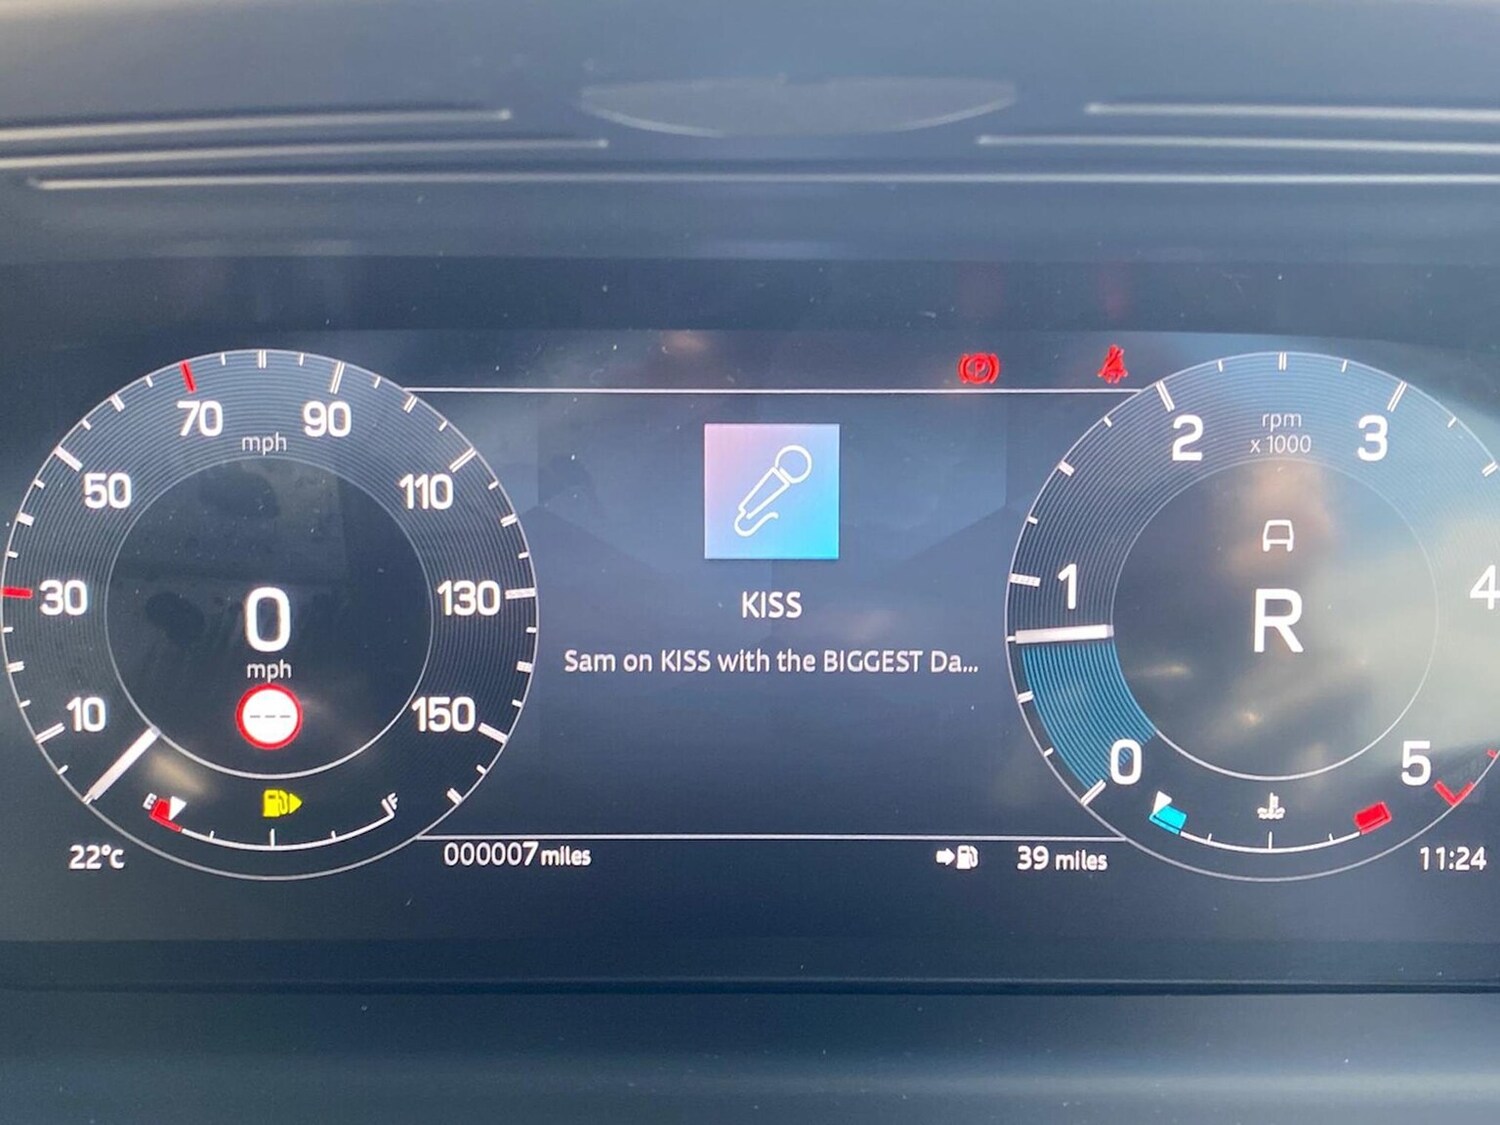 70
90
mph
50
110
30
130
0
mph
---
10
150
E
F
22°c
000007 miles
P
KISS
Sam on KISS with the BIGGEST Da...
39 miles
2
rpm
x 1000
3
1
4
R
0
5
11:24